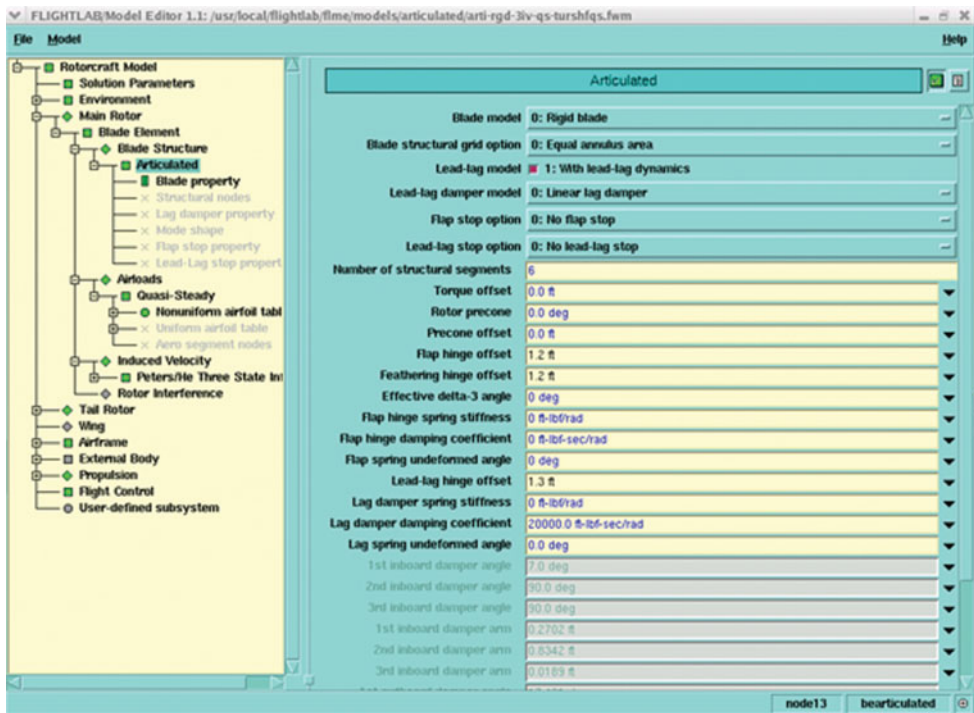 FLIGHTLAB/Model Editor 1.1: /usr/local/flightlab/flme/models/articulated/arti-rgd-3iv-qs-turshfqs.fwm
File Model Help
Rotorcraft Model
Solution Parameters
Environment
Main Rotor
Blade Element
Blade Structure
Articulated
Blade property
Structural nodes
Lag damper property
Mode shape
Flap stop property
Lead-Lag stop propert
Airloads
Quasi-Steady
Nonuniform airfoil tabl
Uniform airfoil table
Aero segment nodes
Induced Velocity
Peters/He Three State In
Rotor Interference
Tail Rotor
Wing
Airframe
External Body
Propulsion
Flight Control
User-defined subsystem
Articulated
Blade model 0: Rigid blade
Blade structural grid option 0: Equal annulus area
Lead-lag model 1: With lead-lag dynamics
Lead-lag damper model 0: Linear lag damper
Flap stop option 0: No flap stop
Lead-lag stop option 0: No lead-lag stop
Number of structural segments 6
Torque offset 0.0 ft
Rotor precone 0.0 deg
Precone offset 0.0 ft
Flap hinge offset 1.2 ft
Feathering hinge offset 1.2 ft
Effective delta-3 angle 0 deg
Flap hinge spring stiffness 0 ft-lbf/rad
Flap hinge damping coefficient 0 ft-lbf-sec/rad
Flap spring undeformed angle 0 deg
Lead-lag hinge offset 1.3 ft
Lag damper spring stiffness 0 ft-lbf/rad
Lag damper damping coefficient 20000.0 ft-lbf-sec/rad
Lag spring undeformed angle 0.0 deg
1st inboard damper angle 7.0 deg
2nd inboard damper angle 90.0 deg
3rd inboard damper angle 90.0 deg
1st inboard damper arm 0.2702 ft
2nd inboard damper arm 0.8342 ft
3rd inboard damper arm 0.0189 ft
node13 bearticulated